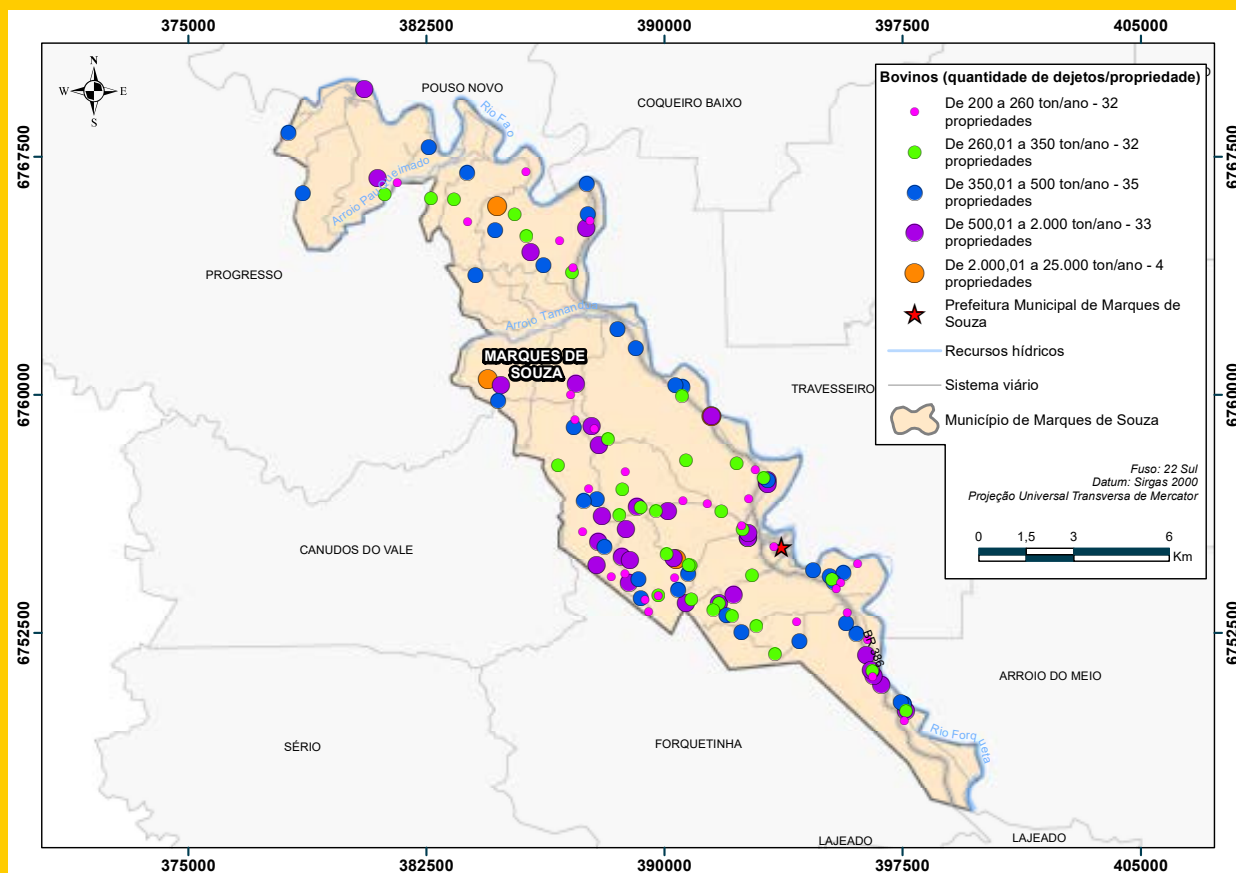 375000
382500
390000
397500
405000
N
W
E
S
POUSO NOVO
COQUEIRO BAIXO
Rio Fao
Bovinos (quantidade de dejetos/propriedade)
De 200 a 260 ton/ano - 32
propriedades
De 260,01 a 350 ton/ano - 32
propriedades
De 350,01 a 500 ton/ano - 35
propriedades
De 500,01 a 2.000 ton/ano - 33
propriedades
De 2.000,01 a 25.000 ton/ano - 4
propriedades
Prefeitura Municipal de Marques de
Souza
Recursos hídricos
Sistema viário
Município de Marques de Souza
Fuso: 22 Sul
Datum: Sirgas 2000
Projeção Universal Transversa de Mercator
0
1,5
3
6
Km
6767500
6767500
Arroio
PROGRESSO
Arroio
MARQUES DE
SOUZA
TRAVESSEIRO
6760000
6760000
CANUDOS DO VALE
6752500
6752500
BR 386
ARROIO DO MEIO
SÉRIO
FORQUETINHA
Rio
LAJEADO
LAJEADO
375000
382500
390000
397500
405000